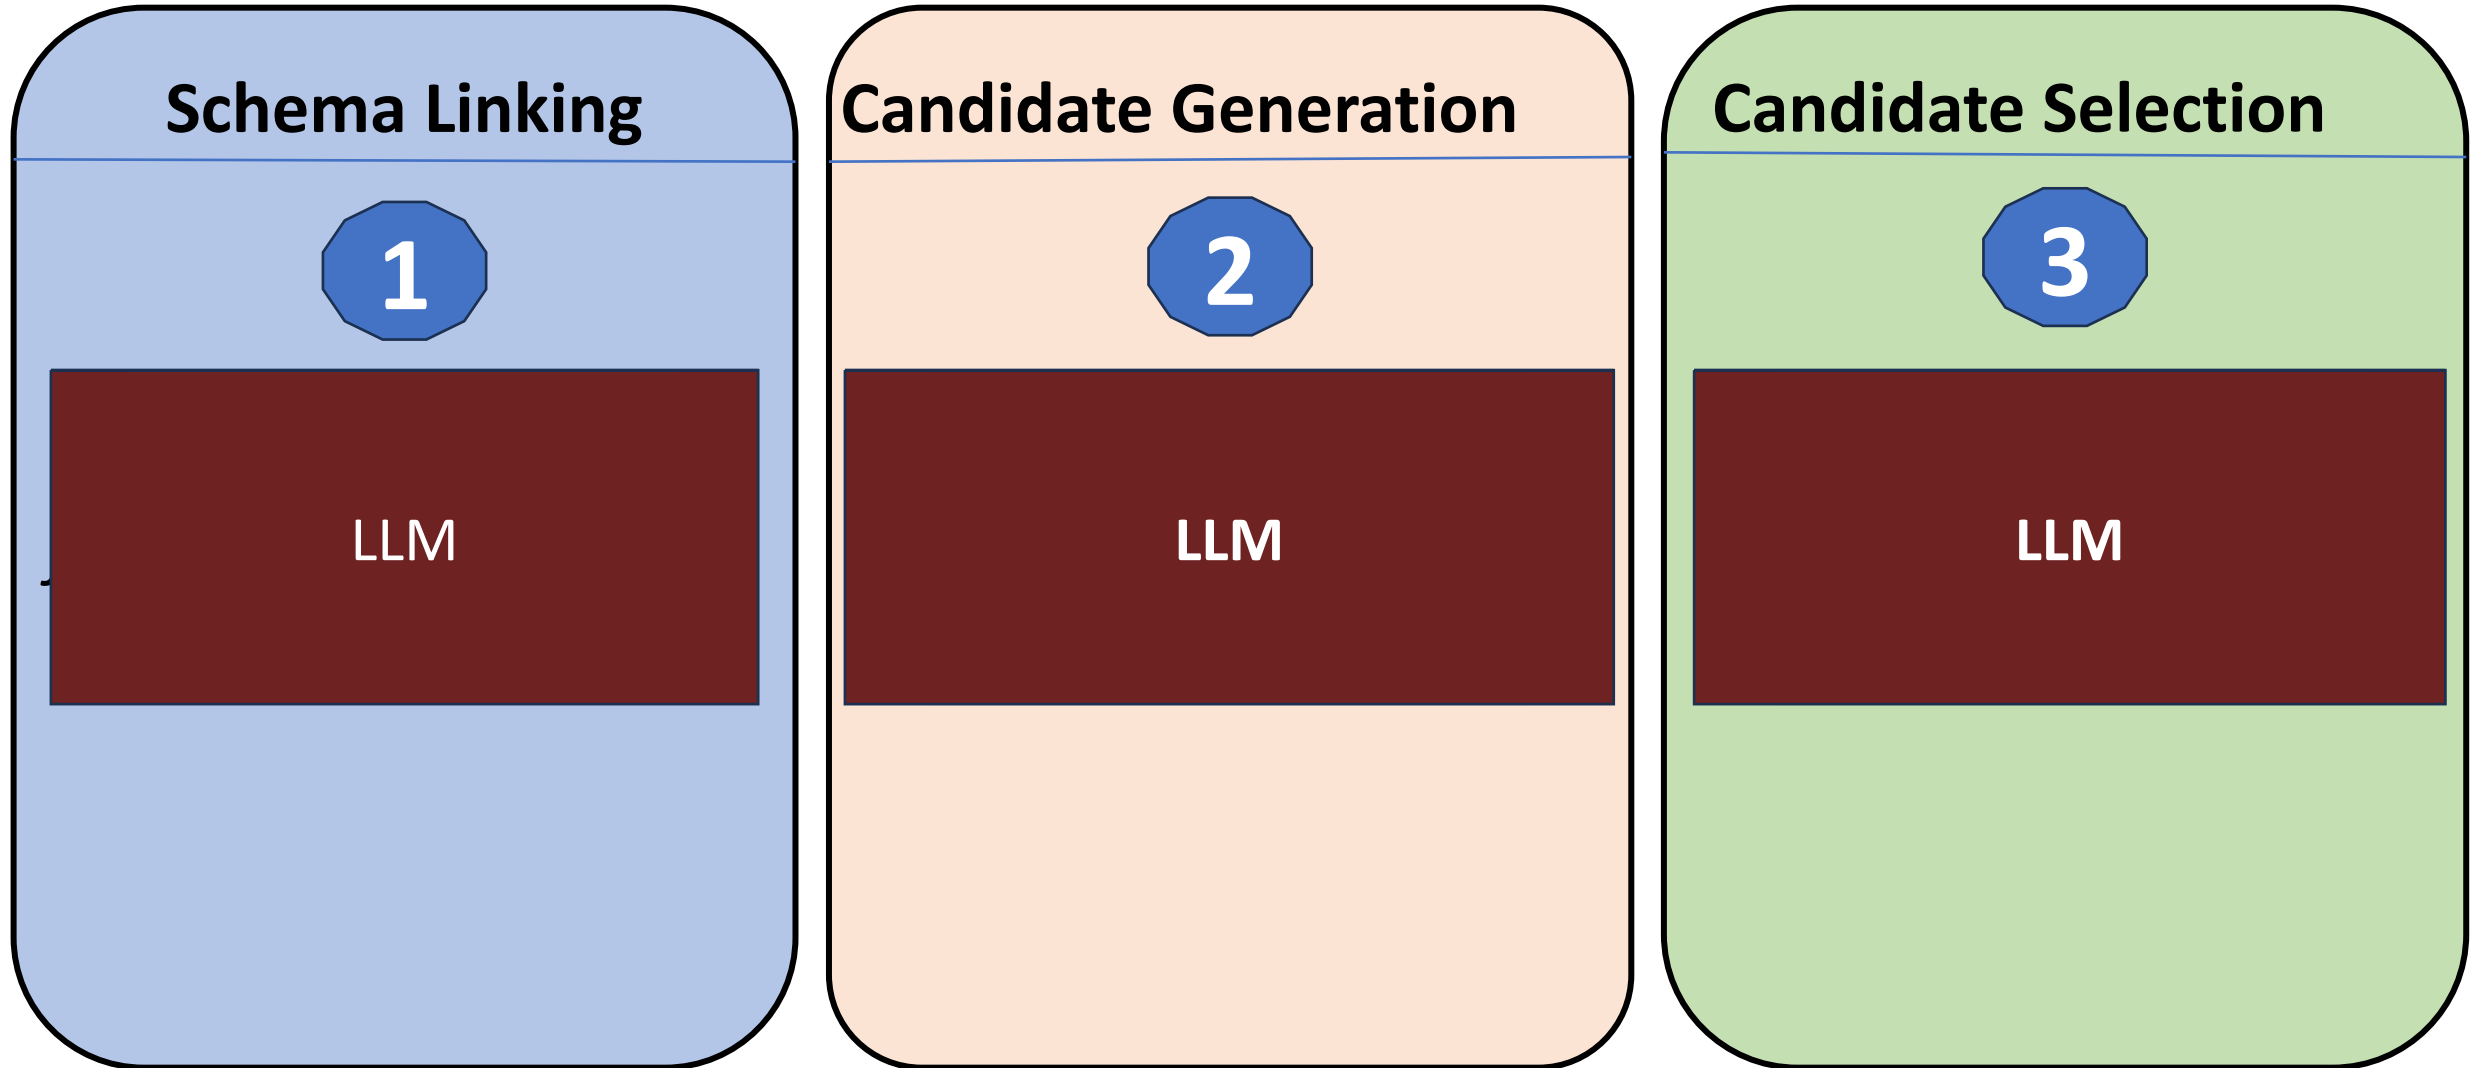 Schema Linking
Candidate Generation
Candidate Selection
1
2
3
LLM
LLM
LLM